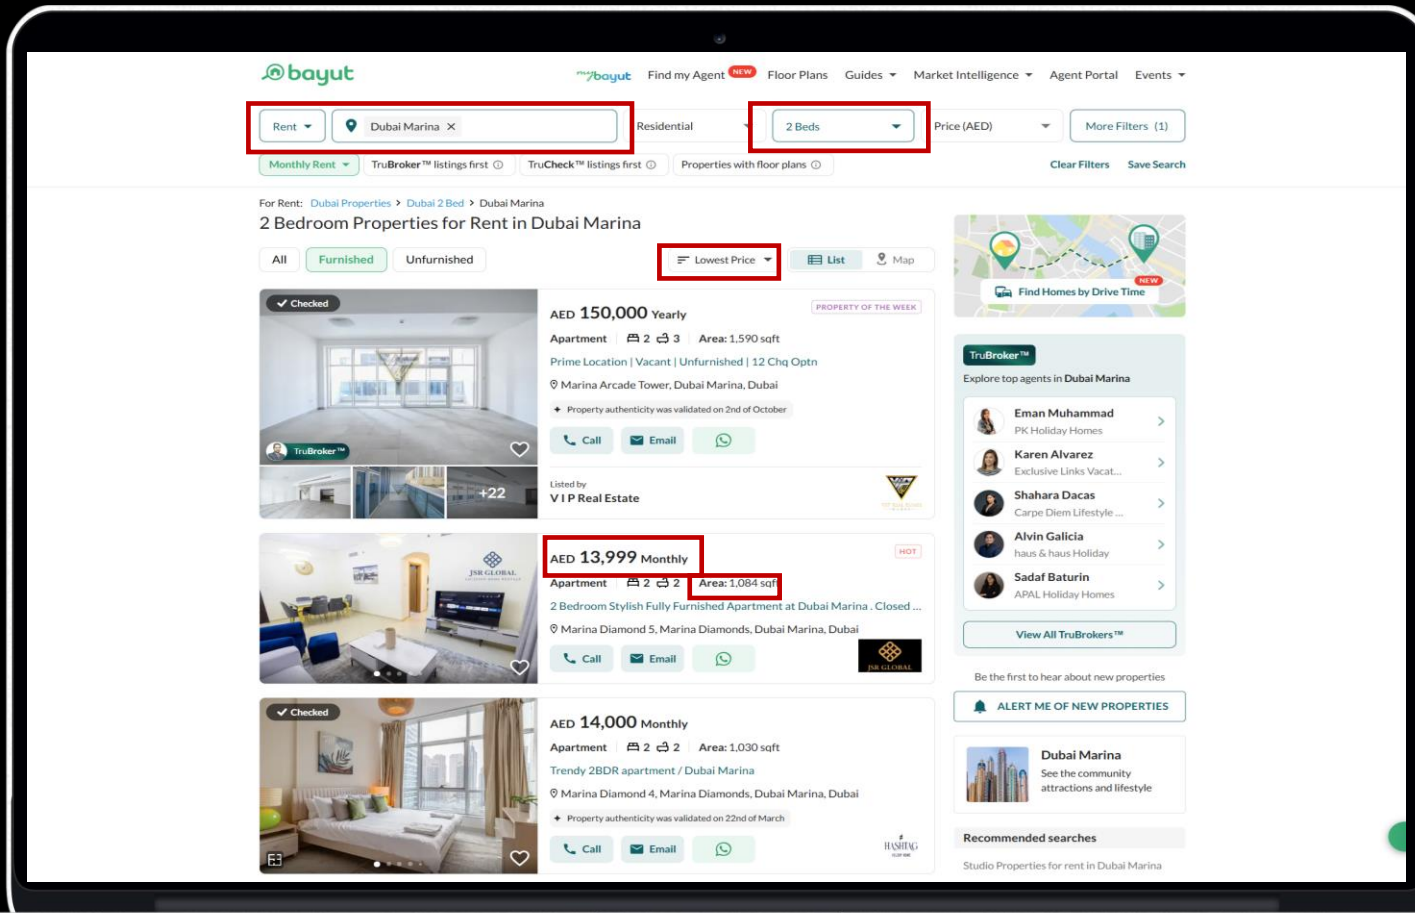 bayut
mybayut Find my Agent NEW Floor Plans Guides Market Intelligence Agent Portal Events
Rent Dubai Marina X Residential 2 Beds Price (AED) More Filters (1)
Monthly Rent TruBroker™ listings first TruCheck™ listings first Properties with floor plans Clear Filters Save Search
For Rent: Dubai Properties > Dubai 2 Bed > Dubai Marina
2 Bedroom Properties for Rent in Dubai Marina
All Furnished Unfurnished Lowest Price List Map
Checked
TruBroker™
+22
AED 150,000 Yearly PROPERTY OF THE WEEK
Apartment 2 3 Area: 1,590 sqft
Prime Location | Vacant | Unfurnished | 12 Chq Optn
Marina Arcade Tower, Dubai Marina, Dubai
Property authenticity was validated on 2nd of October
Call Email
Listed by
V I P Real Estate
JSR GLOBAL
AED 13,999 Monthly HOT
Apartment 2 2 Area: 1,084 sqft
2 Bedroom Stylish Fully Furnished Apartment at Dubai Marina . Closed ...
Marina Diamond 5, Marina Diamonds, Dubai Marina, Dubai
Call Email
JSR GLOBAL
Checked
AED 14,000 Monthly
Apartment 2 2 Area: 1,030 sqft
Trendy 2BDR apartment / Dubai Marina
Marina Diamond 4, Marina Diamonds, Dubai Marina, Dubai
Property authenticity was validated on 22nd of March
Call Email
HASHTAG
NEW
Find Homes by Drive Time
TruBroker™
Explore top agents in Dubai Marina
Eman Muhammad
PK Holiday Homes
Karen Alvarez
Exclusive Links Vacat...
Shahara Dacas
Carpe Diem Lifestyle ...
Alvin Galicia
haus & haus Holiday
Sadaf Baturin
APAL Holiday Homes
View All TruBrokers™
Be the first to hear about new properties
ALERT ME OF NEW PROPERTIES
Dubai Marina
See the community
attractions and lifestyle
Recommended searches
Studio Properties for rent in Dubai Marina